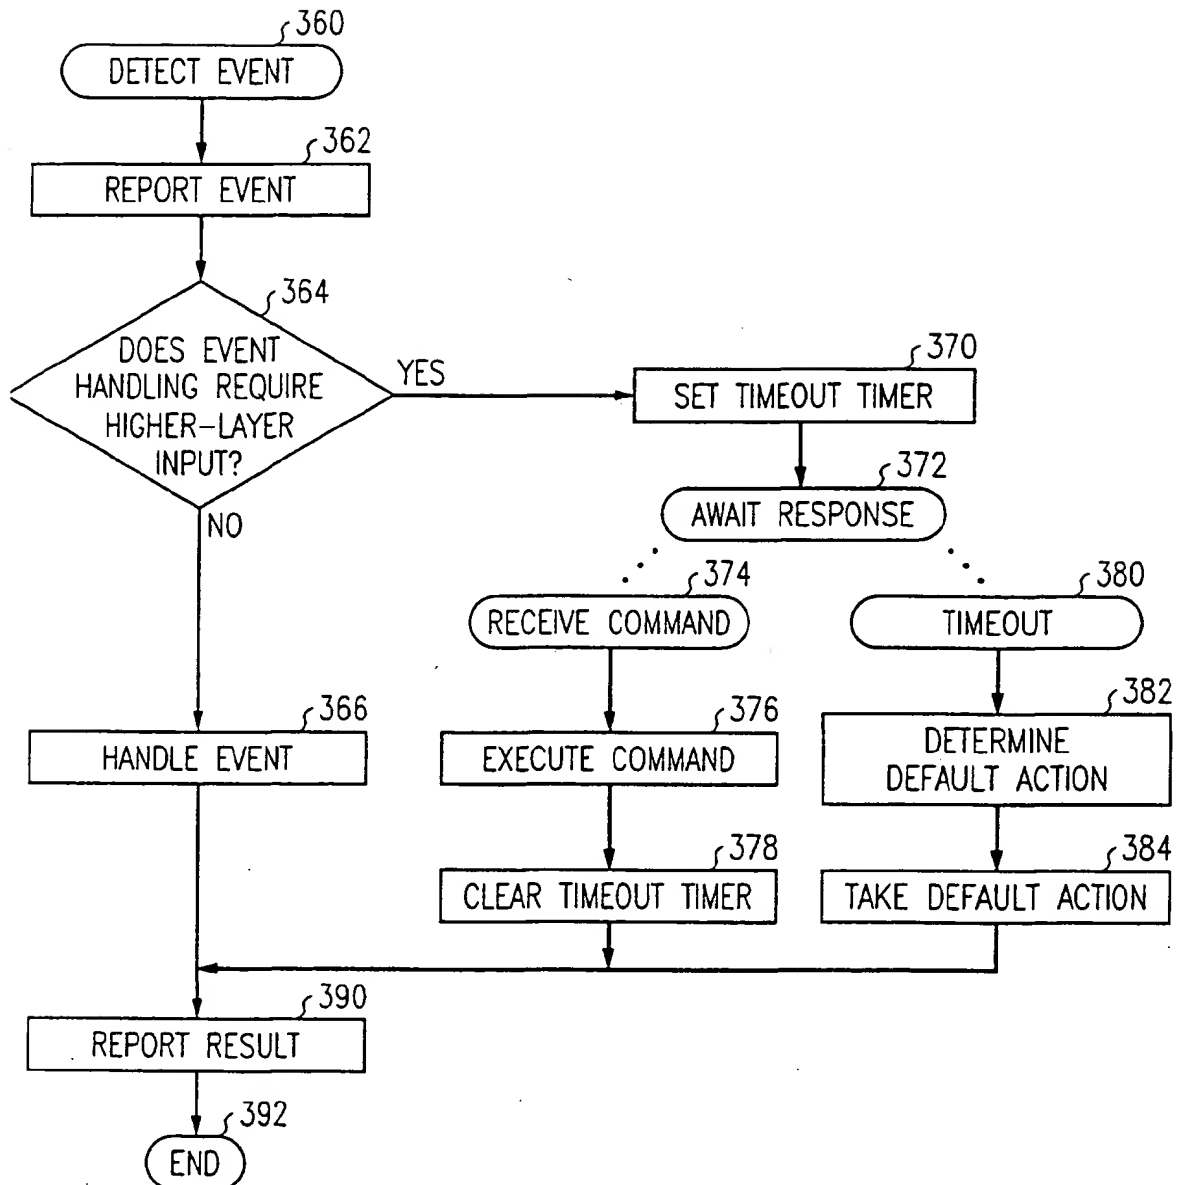 360
DETECT EVENT
362
REPORT EVENT
364
DOES EVENT
HANDLING REQUIRE
HIGHER-LAYER
INPUT?
YES
NO
370
SET TIMEOUT TIMER
372
AWAIT RESPONSE
374
RECEIVE COMMAND
380
TIMEOUT
366
HANDLE EVENT
376
EXECUTE COMMAND
382
DETERMINE
DEFAULT ACTION
378
CLEAR TIMEOUT TIMER
384
TAKE DEFAULT ACTION
390
REPORT RESULT
392
END